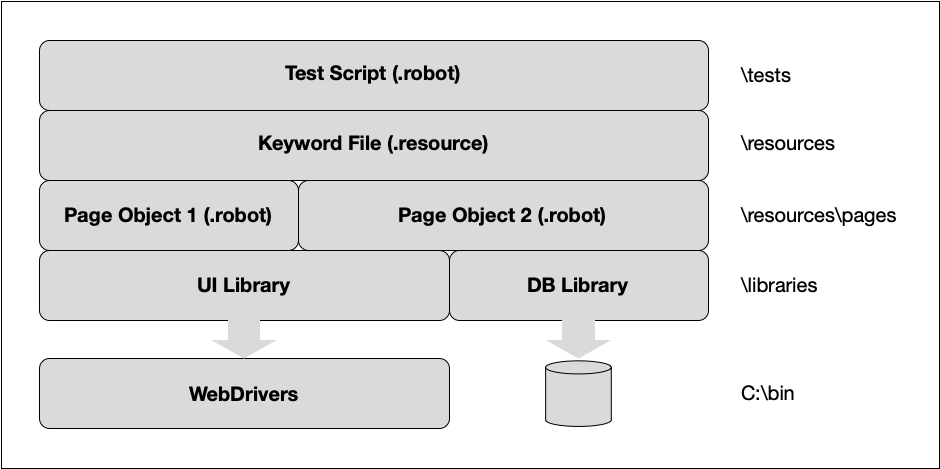 Test Script (.robot)
\tests
Keyword File (.resource)
\resources
Page Object 1 (.robot)
Page Object 2 (.robot)
\resources\pages
UI Library
DB Library
\libraries
WebDrivers
C:\bin